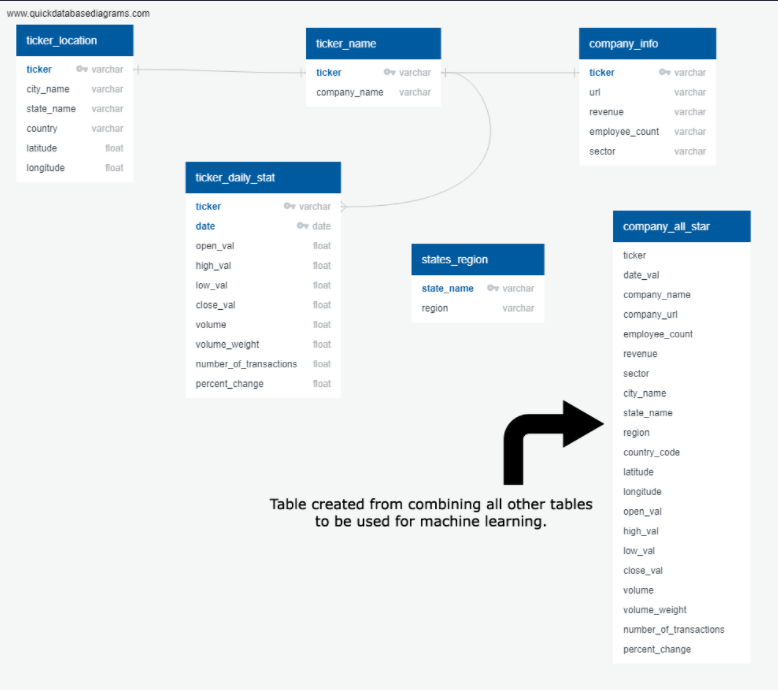 www.quickdatabasediagrams.com
ticker_location
ticker varchar
city_name varchar
state_name varchar
country varchar
latitude float
longitude float
ticker_name
ticker varchar
company_name varchar
company_info
ticker varchar
url varchar
revenue varchar
employee_count varchar
sector varchar
ticker_daily_stat
ticker varchar
date date
open_val float
high_val float
low_val float
close_val float
volume float
volume_weight float
number_of_transactions float
percent_change float
states_region
state_name varchar
region varchar
company_all_star
ticker
date_val
company_name
company_url
employee_count
revenue
sector
city_name
state_name
region
country_code
latitude
longitude
open_val
high_val
low_val
close_val
volume
volume_weight
number_of_transactions
percent_change
Table created from combining all other tables
to be used for machine learning.